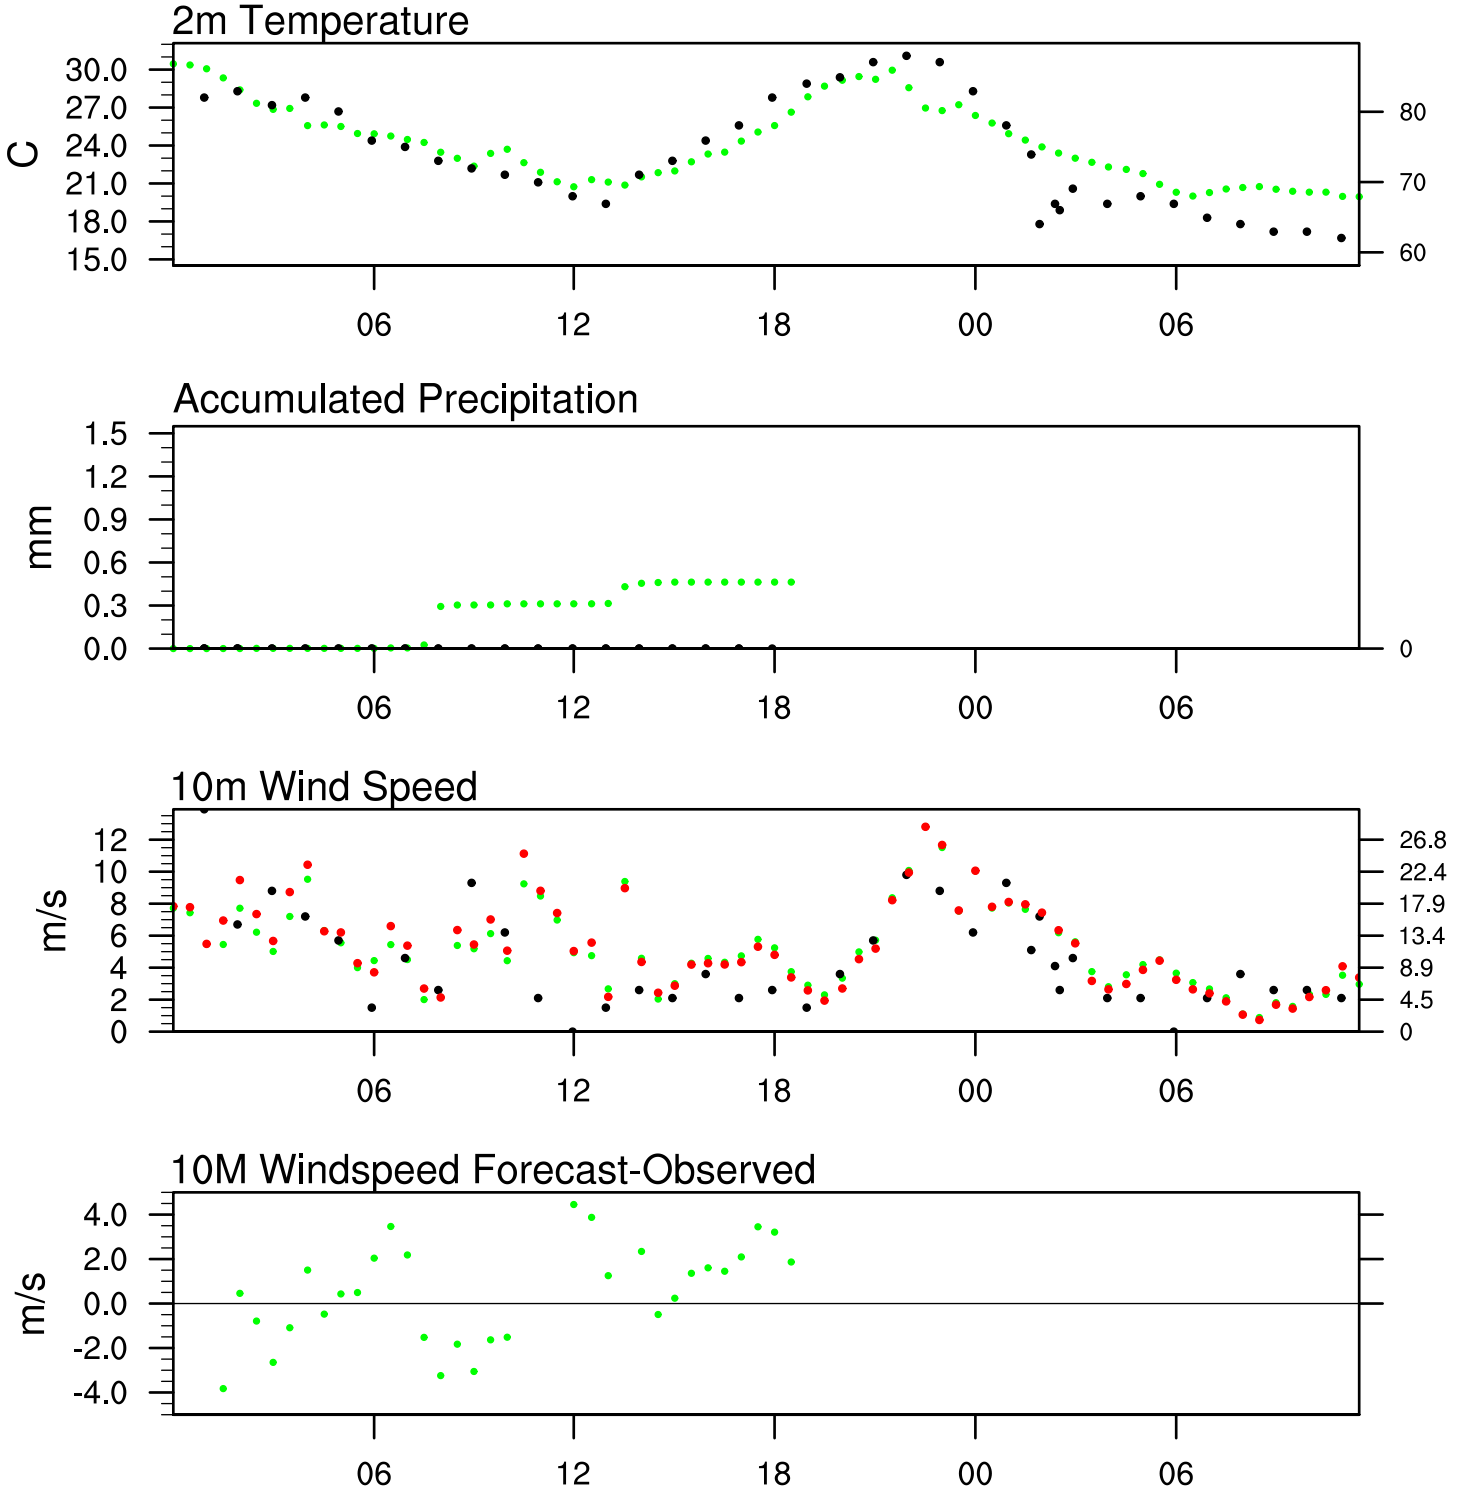 2m Temperature
30.0
27.0
24.0
21.0
18.0
15.0
C
80
70
60
06 12 18 00 06
Accumulated Precipitation
1.5
1.2
0.9
0.6
0.3
0.0
mm
0
06 12 18 00 06
10m Wind Speed
12
10
8
6
4
2
0
m/s
26.8
22.4
17.9
13.4
8.9
4.5
0
06 12 18 00 06
10M Windspeed Forecast-Observed
4.0
2.0
0.0
-2.0
-4.0
m/s
06 12 18 00 06